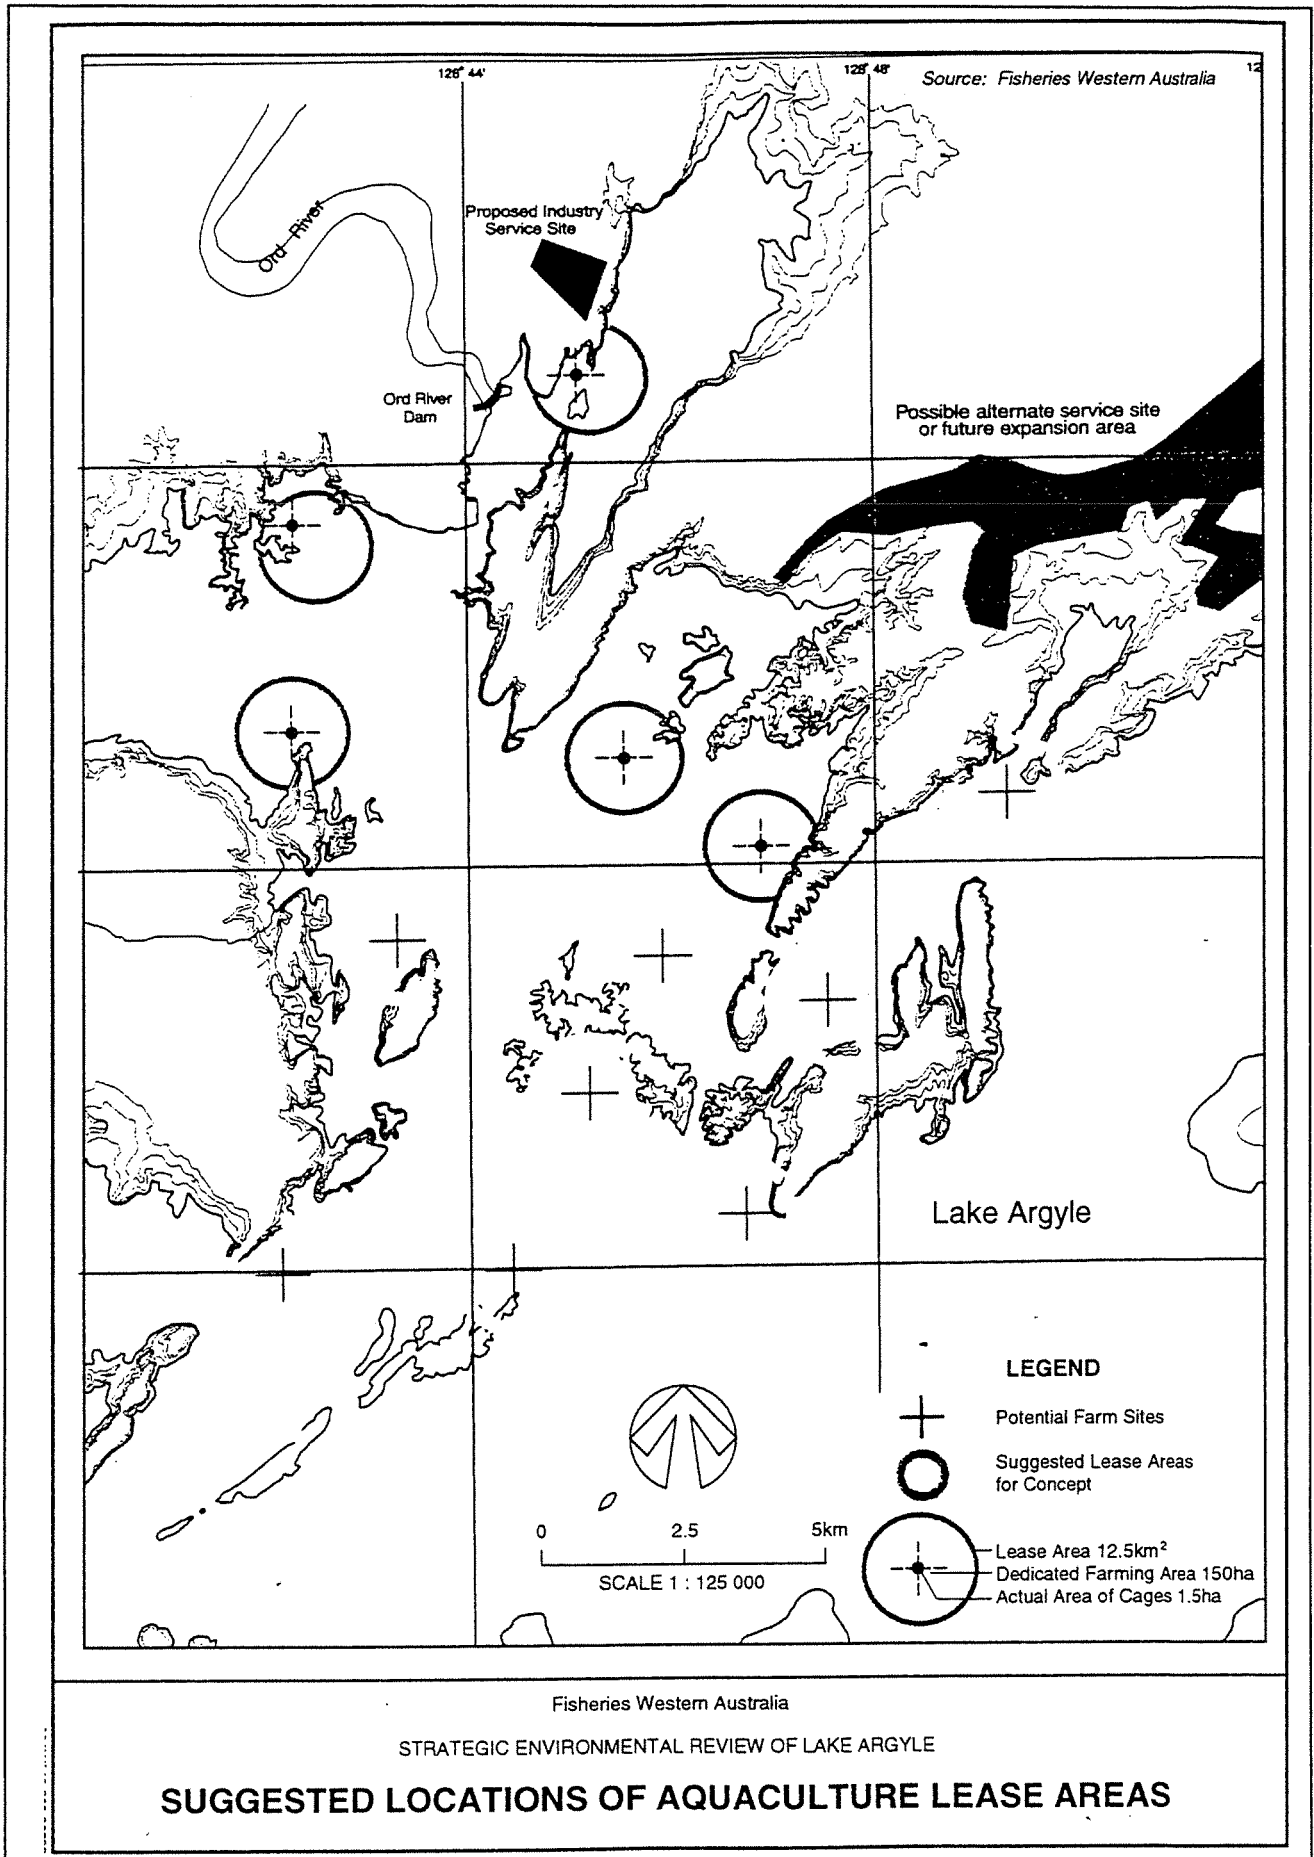 128° 44'
128° 48'
12
Source: Fisheries Western Australia
Ord River
Proposed Industry
Service Site
Ord River
Dam
Possible alternate service site
or future expansion area
Lake Argyle
LEGEND
Potential Farm Sites
Suggested Lease Areas
for Concept
Lease Area 12.5km²
Dedicated Farming Area 150ha
Actual Area of Cages 1.5ha
0 2.5 5km
SCALE 1 : 125 000
Fisheries Western Australia
STRATEGIC ENVIRONMENTAL REVIEW OF LAKE ARGYLE
SUGGESTED LOCATIONS OF AQUACULTURE LEASE AREAS